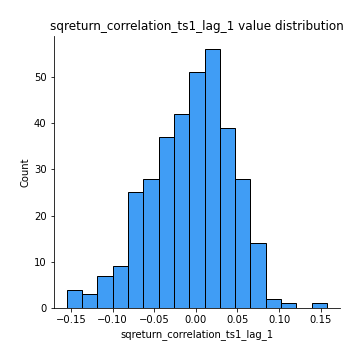 sqreturn_correlation_ts1_lag_1 value distribution
50
40
30
20
10
0
Count
−0.15 −0.10 −0.05 0.00 0.05 0.10 0.15
sqreturn_correlation_ts1_lag_1